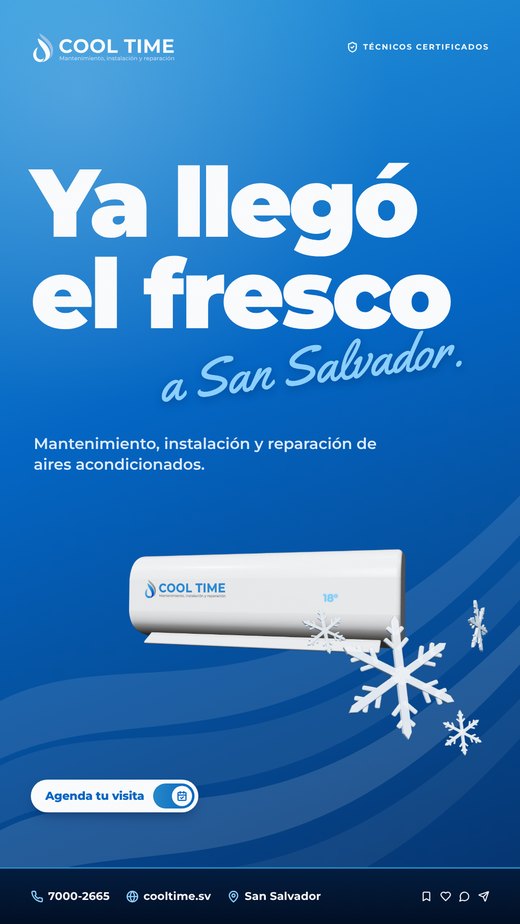 COOL TIME
Mantenimiento, instalación y reparación
TÉCNICOS CERTIFICADOS
Ya llegó
el fresco
a San Salvador.
Mantenimiento, instalación y reparación de
aires acondicionados.
COOL TIME
Mantenimiento, instalación y reparación
18º
Agenda tu visita
7000-2665
cooltime.sv
San Salvador